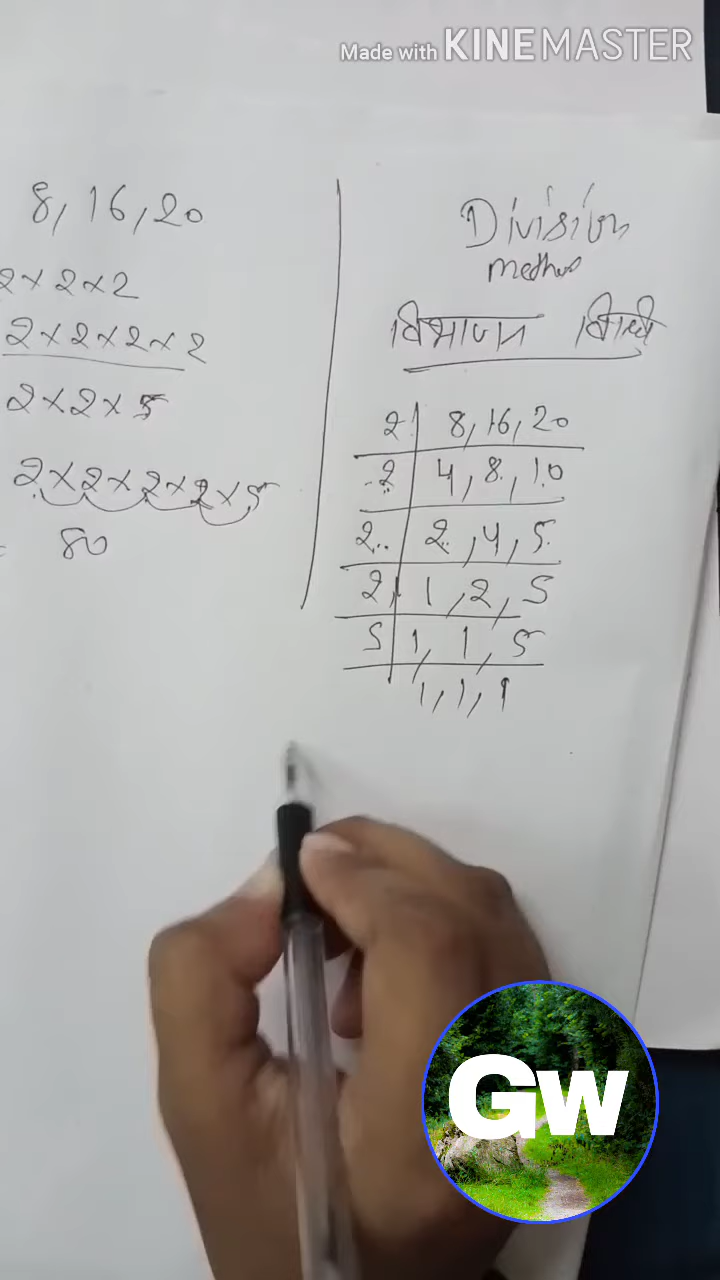 Made with KINEMASTER
8, 16, 20
2 × 2 × 2
2 × 2 × 2 × 2
2 × 2 × 5
2 × 2 × 2 × 2 × 5
= 80
Division
method
विभाजन विधि
2 8, 16, 20
2 4, 8, 10
2 2, 4, 5
2 1, 2, 5
5 1, 1, 5
1, 1, 1
GW